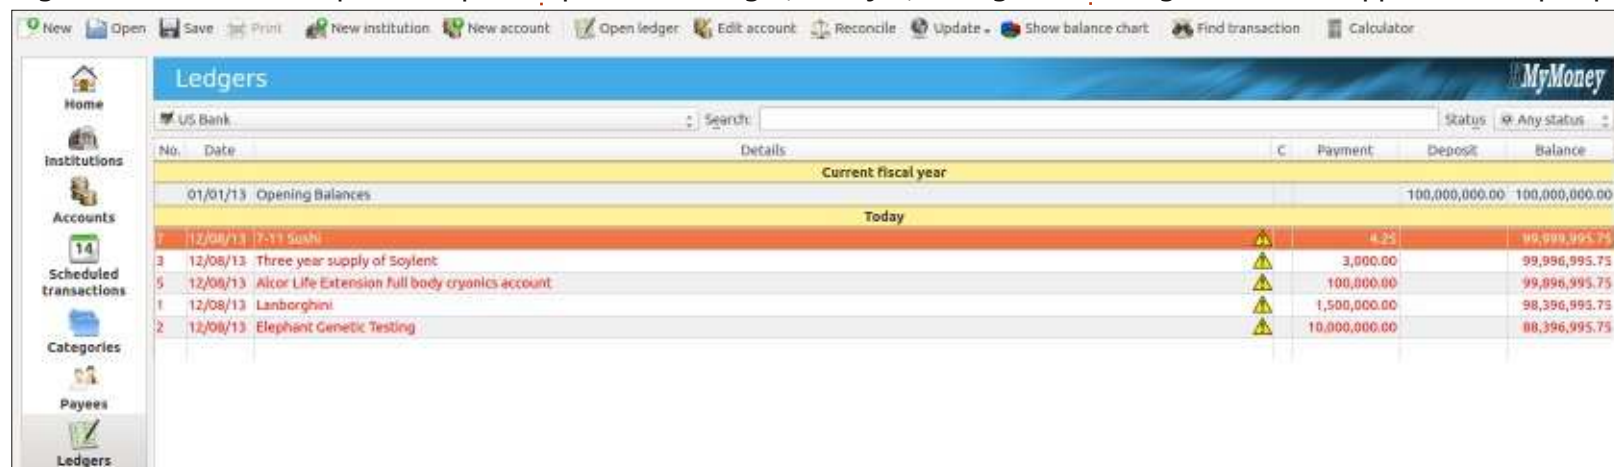 New Open Save Print New institution New account Open ledger Edit account Reconcile Update Show balance chart Find transaction Calculator
Home
Institutions
Accounts
14
Scheduled
transactions
Categories
Payees
Ledgers
Ledgers MyMoney
US Bank Search: Status Any status
No. Date Details C Payment Deposit Balance
Current fiscal year
01/01/13 Opening Balances 100,000,000.00 100,000,000.00
Today
7 12/08/13 7-11 Sushi 4.25 99,999,995.75
3 12/08/13 Three year supply of Soylent 3,000.00 99,996,995.75
5 12/08/13 Alcor Life Extension full body cryonics account 100,000.00 99,896,995.75
1 12/08/13 Lanborghini 1,500,000.00 98,396,995.75
2 12/08/13 Elephant Genetic Testing 10,000,000.00 88,396,995.75